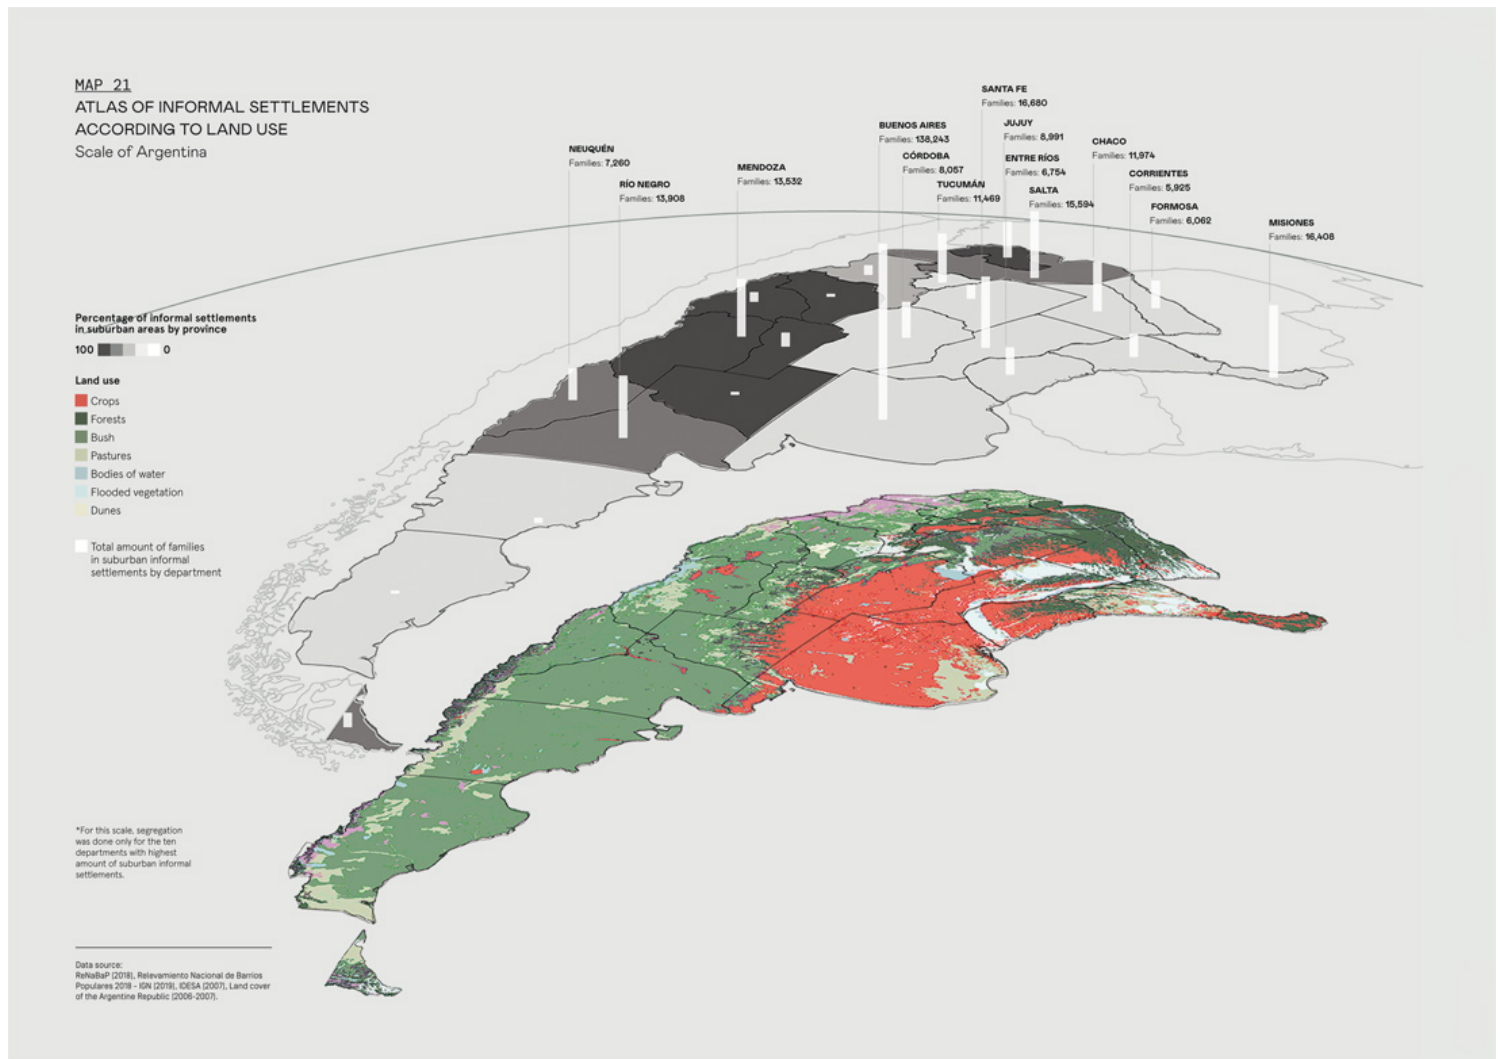 MAP 21
ATLAS OF INFORMAL SETTLEMENTS
ACCORDING TO LAND USE
Scale of Argentina
SANTA FE
Families: 16,680
BUENOS AIRES
Families: 138,243
JUJUY
Families: 8,991
CHACO
Families: 11,974
NEUQUÉN
Families: 7,260
CÓRDOBA
Families: 8,057
ENTRE RÍOS
Families: 6,754
MENDOZA
Families: 13,532
CORRIENTES
Families: 5,925
RÍO NEGRO
Families: 13,908
TUCUMÁN
Families: 11,469
SALTA
Families: 15,594
FORMOSA
Families: 6,062
MISIONES
Families: 16,408
Percentage of informal settlements
in suburban areas by province
100 0
Land use
Crops
Forests
Bush
Pastures
Bodies of water
Flooded vegetation
Dunes
Total amount of families
in suburban informal
settlements by department
*For this scale, segregation
was done only for the ten
departments with highest
amount of suburban informal
settlements.
Data source:
ReNaBaP (2018), Relevamiento Nacional de Barrios
Populares 2018 - IGN (2019), IDESA (2007), Land cover
of the Argentine Republic (2006-2007).